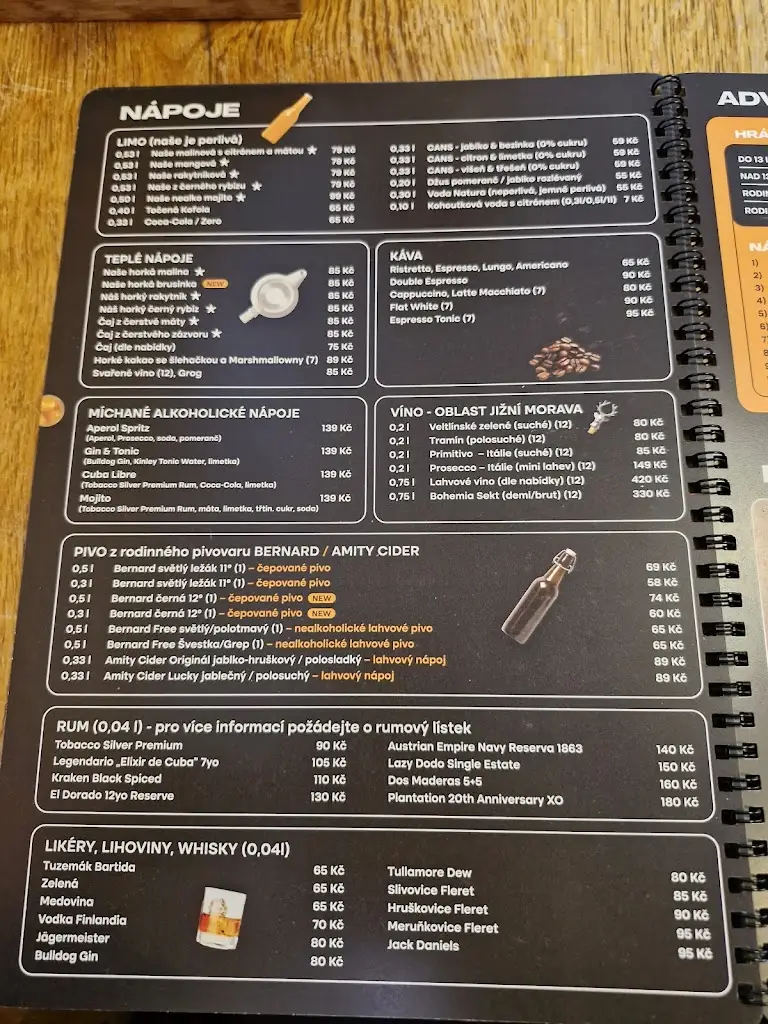 NÁPOJE
LIMO (naše je perlivá)
0,53 l Naše malinová s citrónem a mátou ★ 79 Kč
0,53 l Naše mangová ★ 79 Kč
0,53 l Naše rakytníková ★ 79 Kč
0,53 l Naše z černého rybízu ★ 79 Kč
0,50 l Naše nealko mojito ★ 99 Kč
0,40 l Točená Kofola 65 Kč
0,33 l Coca-Cola / Zero 65 Kč
0,33 l CANS - jablko & bezinka (0% cukru) 59 Kč
0,33 l CANS - citron & limetka (0% cukru) 59 Kč
0,33 l CANS - višeň & třešeň (0% cukru) 59 Kč
0,20 l Džus pomeranč / jablko rozlévaný 55 Kč
0,30 l Voda Natura (neperlivá, jemně perlivá) 55 Kč
0,10 l Kohoutková voda s citrónem (0,3l/0,5l/1l) 7 Kč
TEPLÉ NÁPOJE
Naše horká malina ★ 85 Kč
Naše horká brusinka NEW 85 Kč
Náš horký rakytník ★ 85 Kč
Náš horký černý rybíz ★ 85 Kč
Čaj z čerstvé máty ★ 85 Kč
Čaj z čerstvého zázvoru ★ 85 Kč
Čaj (dle nabídky) 75 Kč
Horké kakao se šlehačkou a Marshmallowny (7) 89 Kč
Svařené víno (12), Grog 85 Kč
KÁVA
Ristretto, Espresso, Lungo, Americano 65 Kč
Double Espresso 90 Kč
Cappuccino, Latte Macchiato (7) 80 Kč
Flat White (7) 90 Kč
Espresso Tonic (7) 95 Kč
MÍCHANÉ ALKOHOLICKÉ NÁPOJE
Aperol Spritz 139 Kč
(Aperol, Prosecco, soda, pomeranč)
Gin & Tonic 139 Kč
(Bulldog Gin, Kinley Tonic Water, limetka)
Cuba Libre 139 Kč
(Tobacco Silver Premium Rum, Coca-Cola, limetka)
Mojito 139 Kč
(Tobacco Silver Premium Rum, máta, limetka, třtin. cukr, soda)
VÍNO - OBLAST JIŽNÍ MORAVA
0,2 l Veltlínské zelené (suché) (12) 80 Kč
0,2 l Tramín (polosuché) (12) 80 Kč
0,2 l Primitivo – Itálie (suché) (12) 85 Kč
0,2 l Prosecco – Itálie (mini lahev) (12) 149 Kč
0,75 l Lahvové víno (dle nabídky) (12) 420 Kč
0,75 l Bohemia Sekt (demi/brut) (12) 330 Kč
PIVO z rodinného pivovaru BERNARD / AMITY CIDER
0,5 l Bernard světlý ležák 11° (1) – čepované pivo 69 Kč
0,3 l Bernard světlý ležák 11° (1) – čepované pivo 58 Kč
0,5 l Bernard černá 12° (1) – čepované pivo NEW 74 Kč
0,3 l Bernard černá 12° (1) – čepované pivo NEW 60 Kč
0,5 l Bernard Free světlý/polotmavý (1) – nealkoholické lahvové pivo 65 Kč
0,5 l Bernard Free Švestka/Grep (1) – nealkoholické lahvové pivo 65 Kč
0,33 l Amity Cider Originál jablko-hruškový / polosladký – lahvový nápoj 89 Kč
0,33 l Amity Cider Lucky jablečný / polosuchý – lahvový nápoj 89 Kč
RUM (0,04 l) - pro více informací požádejte o rumový lístek
Tobacco Silver Premium 90 Kč
Legendario „Elixir de Cuba" 7yo 105 Kč
Kraken Black Spiced 110 Kč
El Dorado 12yo Reserve 130 Kč
Austrian Empire Navy Reserva 1863 140 Kč
Lazy Dodo Single Estate 150 Kč
Dos Maderas 5+5 160 Kč
Plantation 20th Anniversary XO 180 Kč
LIKÉRY, LIHOVINY, WHISKY (0,04l)
Tuzemák Bartida 65 Kč
Zelená 65 Kč
Medovina 65 Kč
Vodka Finlandia 70 Kč
Jägermeister 80 Kč
Bulldog Gin 80 Kč
Tullamore Dew 80 Kč
Slivovice Fleret 85 Kč
Hruškovice Fleret 90 Kč
Meruňkovice Fleret 95 Kč
Jack Daniels 95 Kč
ADV
HRÁ
DO 13 l
NAD 13
RODIN
RODI
NÁ
1)
2)
3)
4)
5)
6)